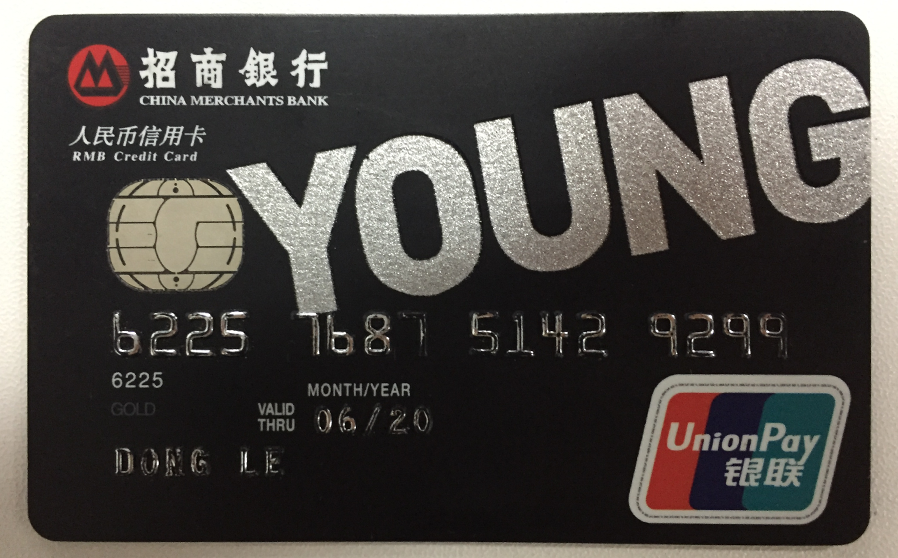 招商銀行
CHINA MERCHANTS BANK
人民币信用卡
RMB Credit Card
YOUNG
6225 7687 5142 9299
6225
MONTH/YEAR
GOLD
VALID THRU 06/20
DONG LE
UnionPay
银联